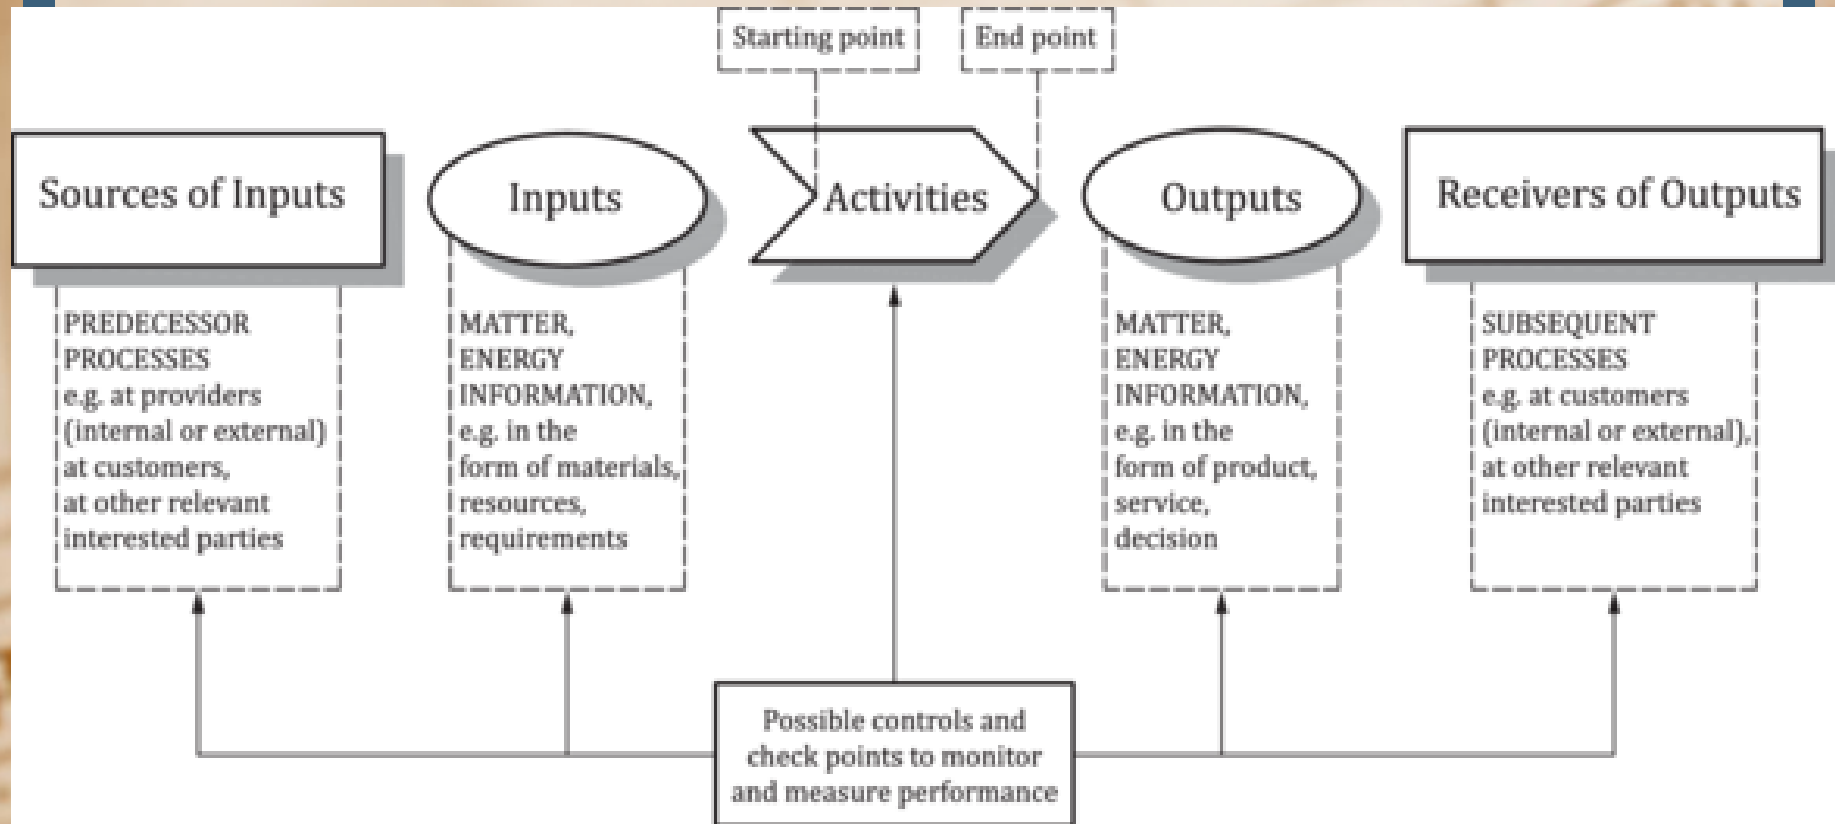 Starting point
End point
Sources of Inputs
Inputs
Activities
Outputs
Receivers of Outputs
PREDECESSOR
PROCESSES
e.g. at providers
(internal or external)
at customers,
at other relevant
interested parties
MATTER,
ENERGY
INFORMATION,
e.g. in the
form of materials,
resources,
requirements
MATTER,
ENERGY
INFORMATION,
e.g. in the
form of product,
service,
decision
SUBSEQUENT
PROCESSES
e.g. at customers
(internal or external),
at other relevant
interested parties
Possible controls and
check points to monitor
and measure performance